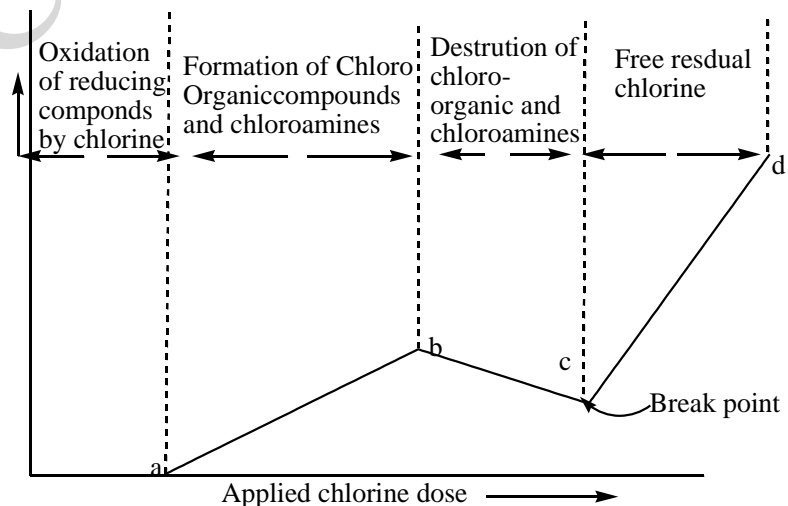 Oxidation
of reducing
componds
by chlorine
Formation of Chloro
Organiccompounds
and chloroamines
Destrution of
chloro-
organic and
chloroamines
Free resdual
chlorine
d
b
c
Break point
a
Applied chlorine dose